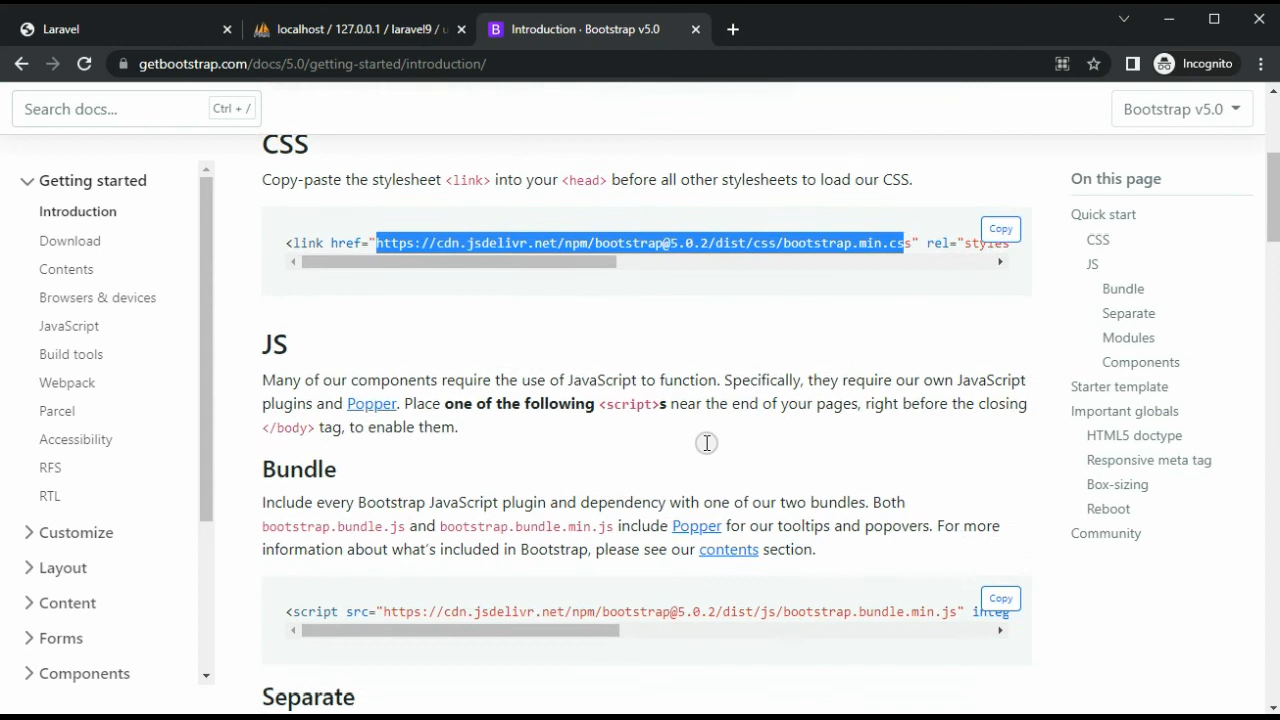 Laravel
localhost / 127.0.0.1 / laravel9 / u
Introduction · Bootstrap v5.0
getbootstrap.com/docs/5.0/getting-started/introduction/
Incognito
Search docs...
Ctrl + /
Bootstrap v5.0
Getting started
Introduction
Download
Contents
Browsers & devices
JavaScript
Build tools
Webpack
Parcel
Accessibility
RFS
RTL
Customize
Layout
Content
Forms
Components
CSS
Copy-paste the stylesheet <link> into your <head> before all other stylesheets to load our CSS.
Copy
<link href="https://cdn.jsdelivr.net/npm/bootstrap@5.0.2/dist/css/bootstrap.min.css" rel="styles
JS
Many of our components require the use of JavaScript to function. Specifically, they require our own JavaScript
plugins and Popper. Place one of the following <script>s near the end of your pages, right before the closing
</body> tag, to enable them.
Bundle
Include every Bootstrap JavaScript plugin and dependency with one of our two bundles. Both
bootstrap.bundle.js and bootstrap.bundle.min.js include Popper for our tooltips and popovers. For more
information about what's included in Bootstrap, please see our contents section.
Copy
<script src="https://cdn.jsdelivr.net/npm/bootstrap@5.0.2/dist/js/bootstrap.bundle.min.js" integ
Separate
On this page
Quick start
CSS
JS
Bundle
Separate
Modules
Components
Starter template
Important globals
HTML5 doctype
Responsive meta tag
Box-sizing
Reboot
Community